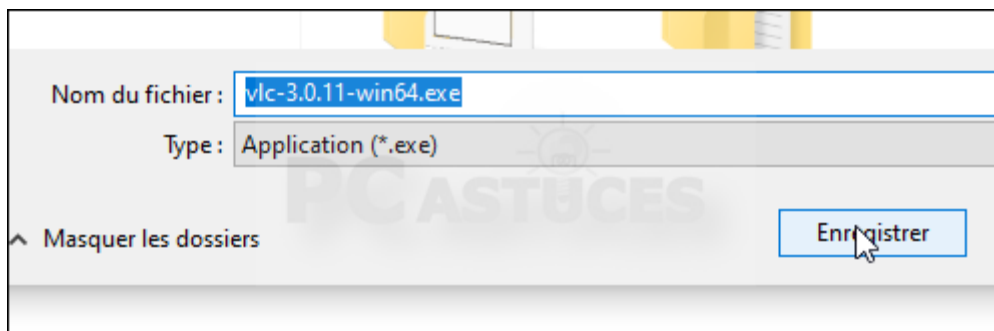 Nom du fichier : vlc-3.0.11-win64.exe
Type : Application (*.exe)
PC ASTUCES
Masquer les dossiers
Enregistrer